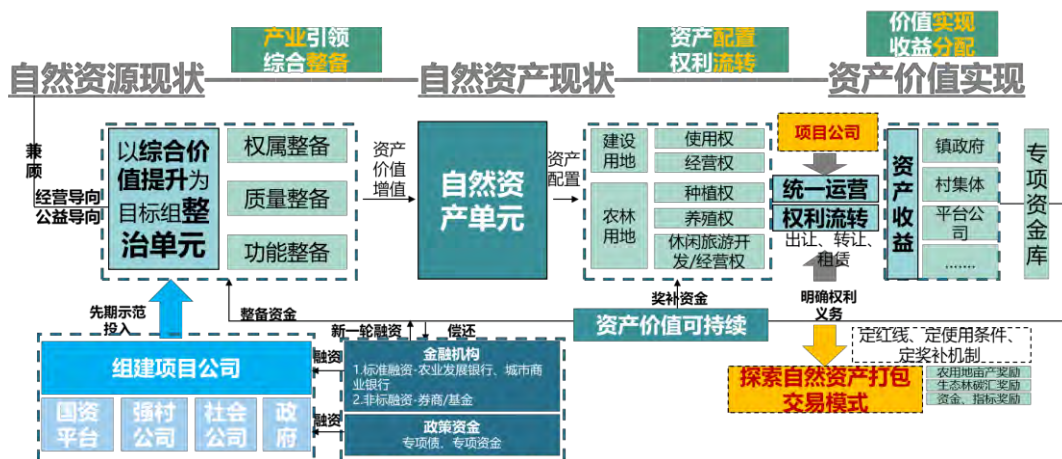 产业引领
综合整备
资产配置
权利流转
价值实现
收益分配
自然资源现状
自然资产现状
资产价值实现
兼顾
经营导向
公益导向
以综合价
值提升为
目标组整
治单元
权属整备
质量整备
功能整备
资产
价值
增值
自然资
产单元
资产
配置
建设
用地
使用权
经营权
农林
用地
种植权
养殖权
休闲旅游开
发/经营权
项目公司
统一运营
权利流转
出让、转让、
租赁
资产收益
镇政府
村集体
平台公
司
.......
专项资金库
先期示范
投入
整备资金
新一轮融资
偿还
奖补资金
资产价值可持续
明确权利
义务
定红线、定使用条件、
定奖补机制
组建项目公司
国资
平台
强村
公司
社会
公司
政
府
融资
金融机构
1.标准融资-农业发展银行、城市商
业银行
2.非标融资-券商/基金
融资
政策资金
专项债、专项资金
探索自然资产打包
交易模式
农用地亩产奖励
生态林碳汇奖励
资金、指标奖励